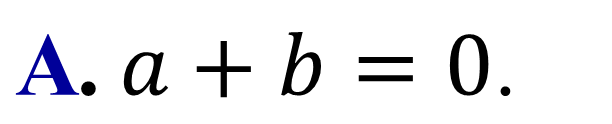 A. a + b = 0.